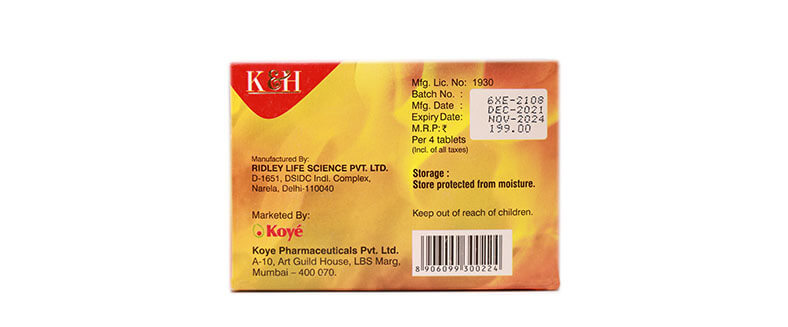 K&H
Mfg. Lic. No: 1930
Batch No. : 6XE-2108
Mfg. Date : DEC-2021
Expiry Date: NOV-2024
M.R.P:₹ 199.00
Per 4 tablets
(Incl. of all taxes)
Manufactured By:
RIDLEY LIFE SCIENCE PVT. LTD.
D-1651, DSIDC Indl. Complex,
Narela, Delhi-110040
Storage :
Store protected from moisture.
Marketed By:
Koyé
Koye Pharmaceuticals Pvt. Ltd.
A-10, Art Guild House, LBS Marg,
Mumbai – 400 070.
Keep out of reach of children.
8 906099 300224